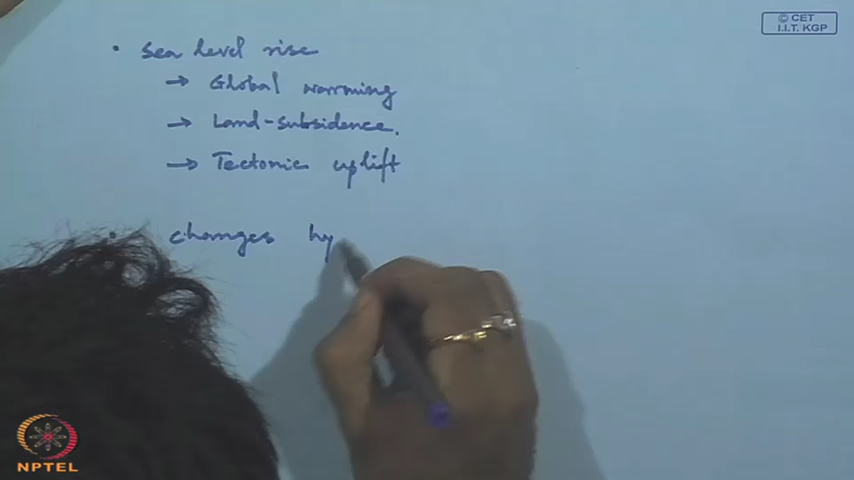 © CET
I.I.T. KGP
• Sea level rise
→ Global warming
→ Land-subsidence.
→ Tectonic uplift
• changes hy
NPTEL